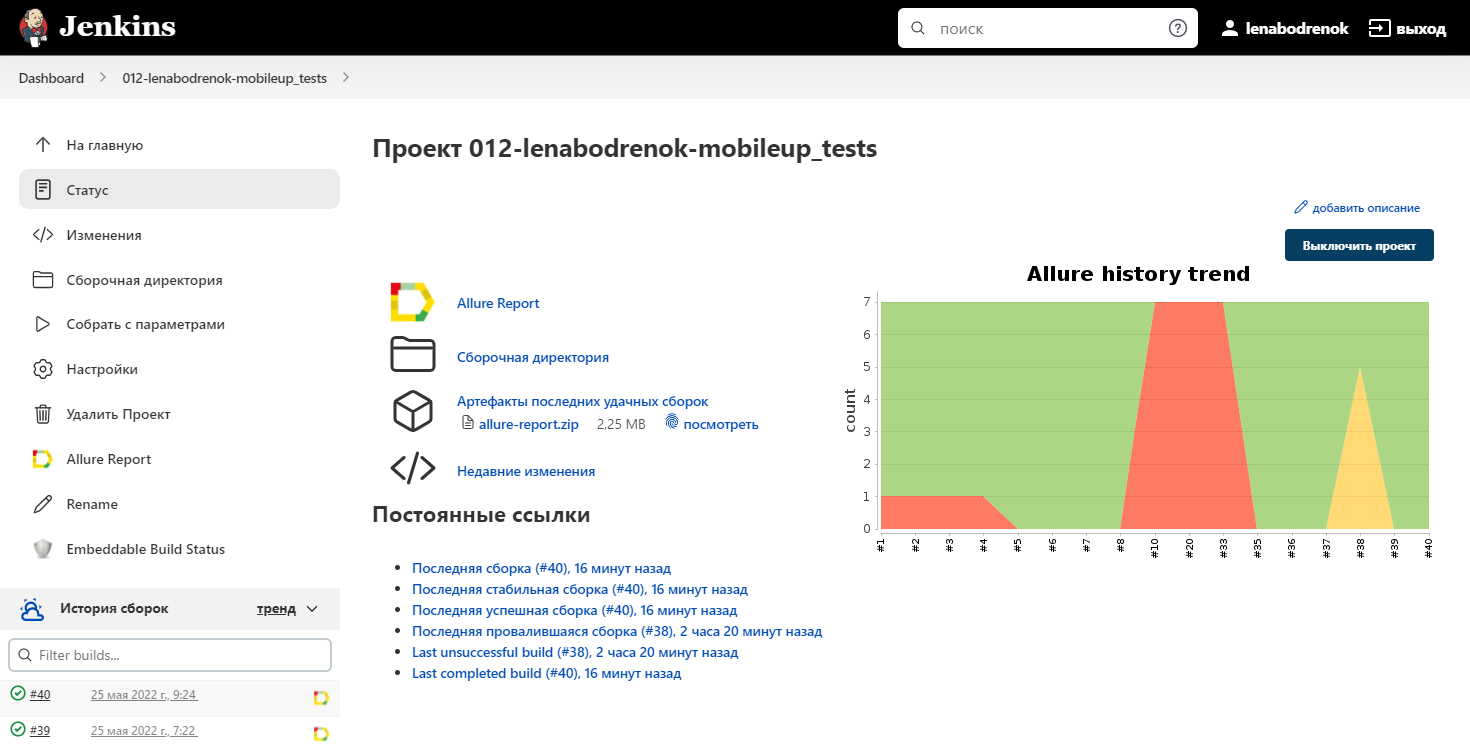 Jenkins
поиск
lenabodrenok
выход
Dashboard
012-lenabodrenok-mobileup_tests
На главную
Статус
Изменения
Сборочная директория
Собрать с параметрами
Настройки
Удалить Проект
Allure Report
Rename
Embeddable Build Status
История сборок
тренд
Filter builds...
#40
25 мая 2022 г., 9:24
#39
25 мая 2022 г., 7:22
Проект 012-lenabodrenok-mobileup_tests
добавить описание
Выключить проект
Allure Report
Сборочная директория
Артефакты последних удачных сборок
allure-report.zip 2,25 MB посмотреть
Недавние изменения
Allure history trend
count
7
6
5
4
3
2
1
0
#1
#2
#3
#4
#5
#6
#7
#8
#10
#20
#33
#35
#36
#37
#38
#39
#40
Постоянные ссылки
Последняя сборка (#40), 16 минут назад
Последняя стабильная сборка (#40), 16 минут назад
Последняя успешная сборка (#40), 16 минут назад
Последняя провалившаяся сборка (#38), 2 часа 20 минут назад
Last unsuccessful build (#38), 2 часа 20 минут назад
Last completed build (#40), 16 минут назад